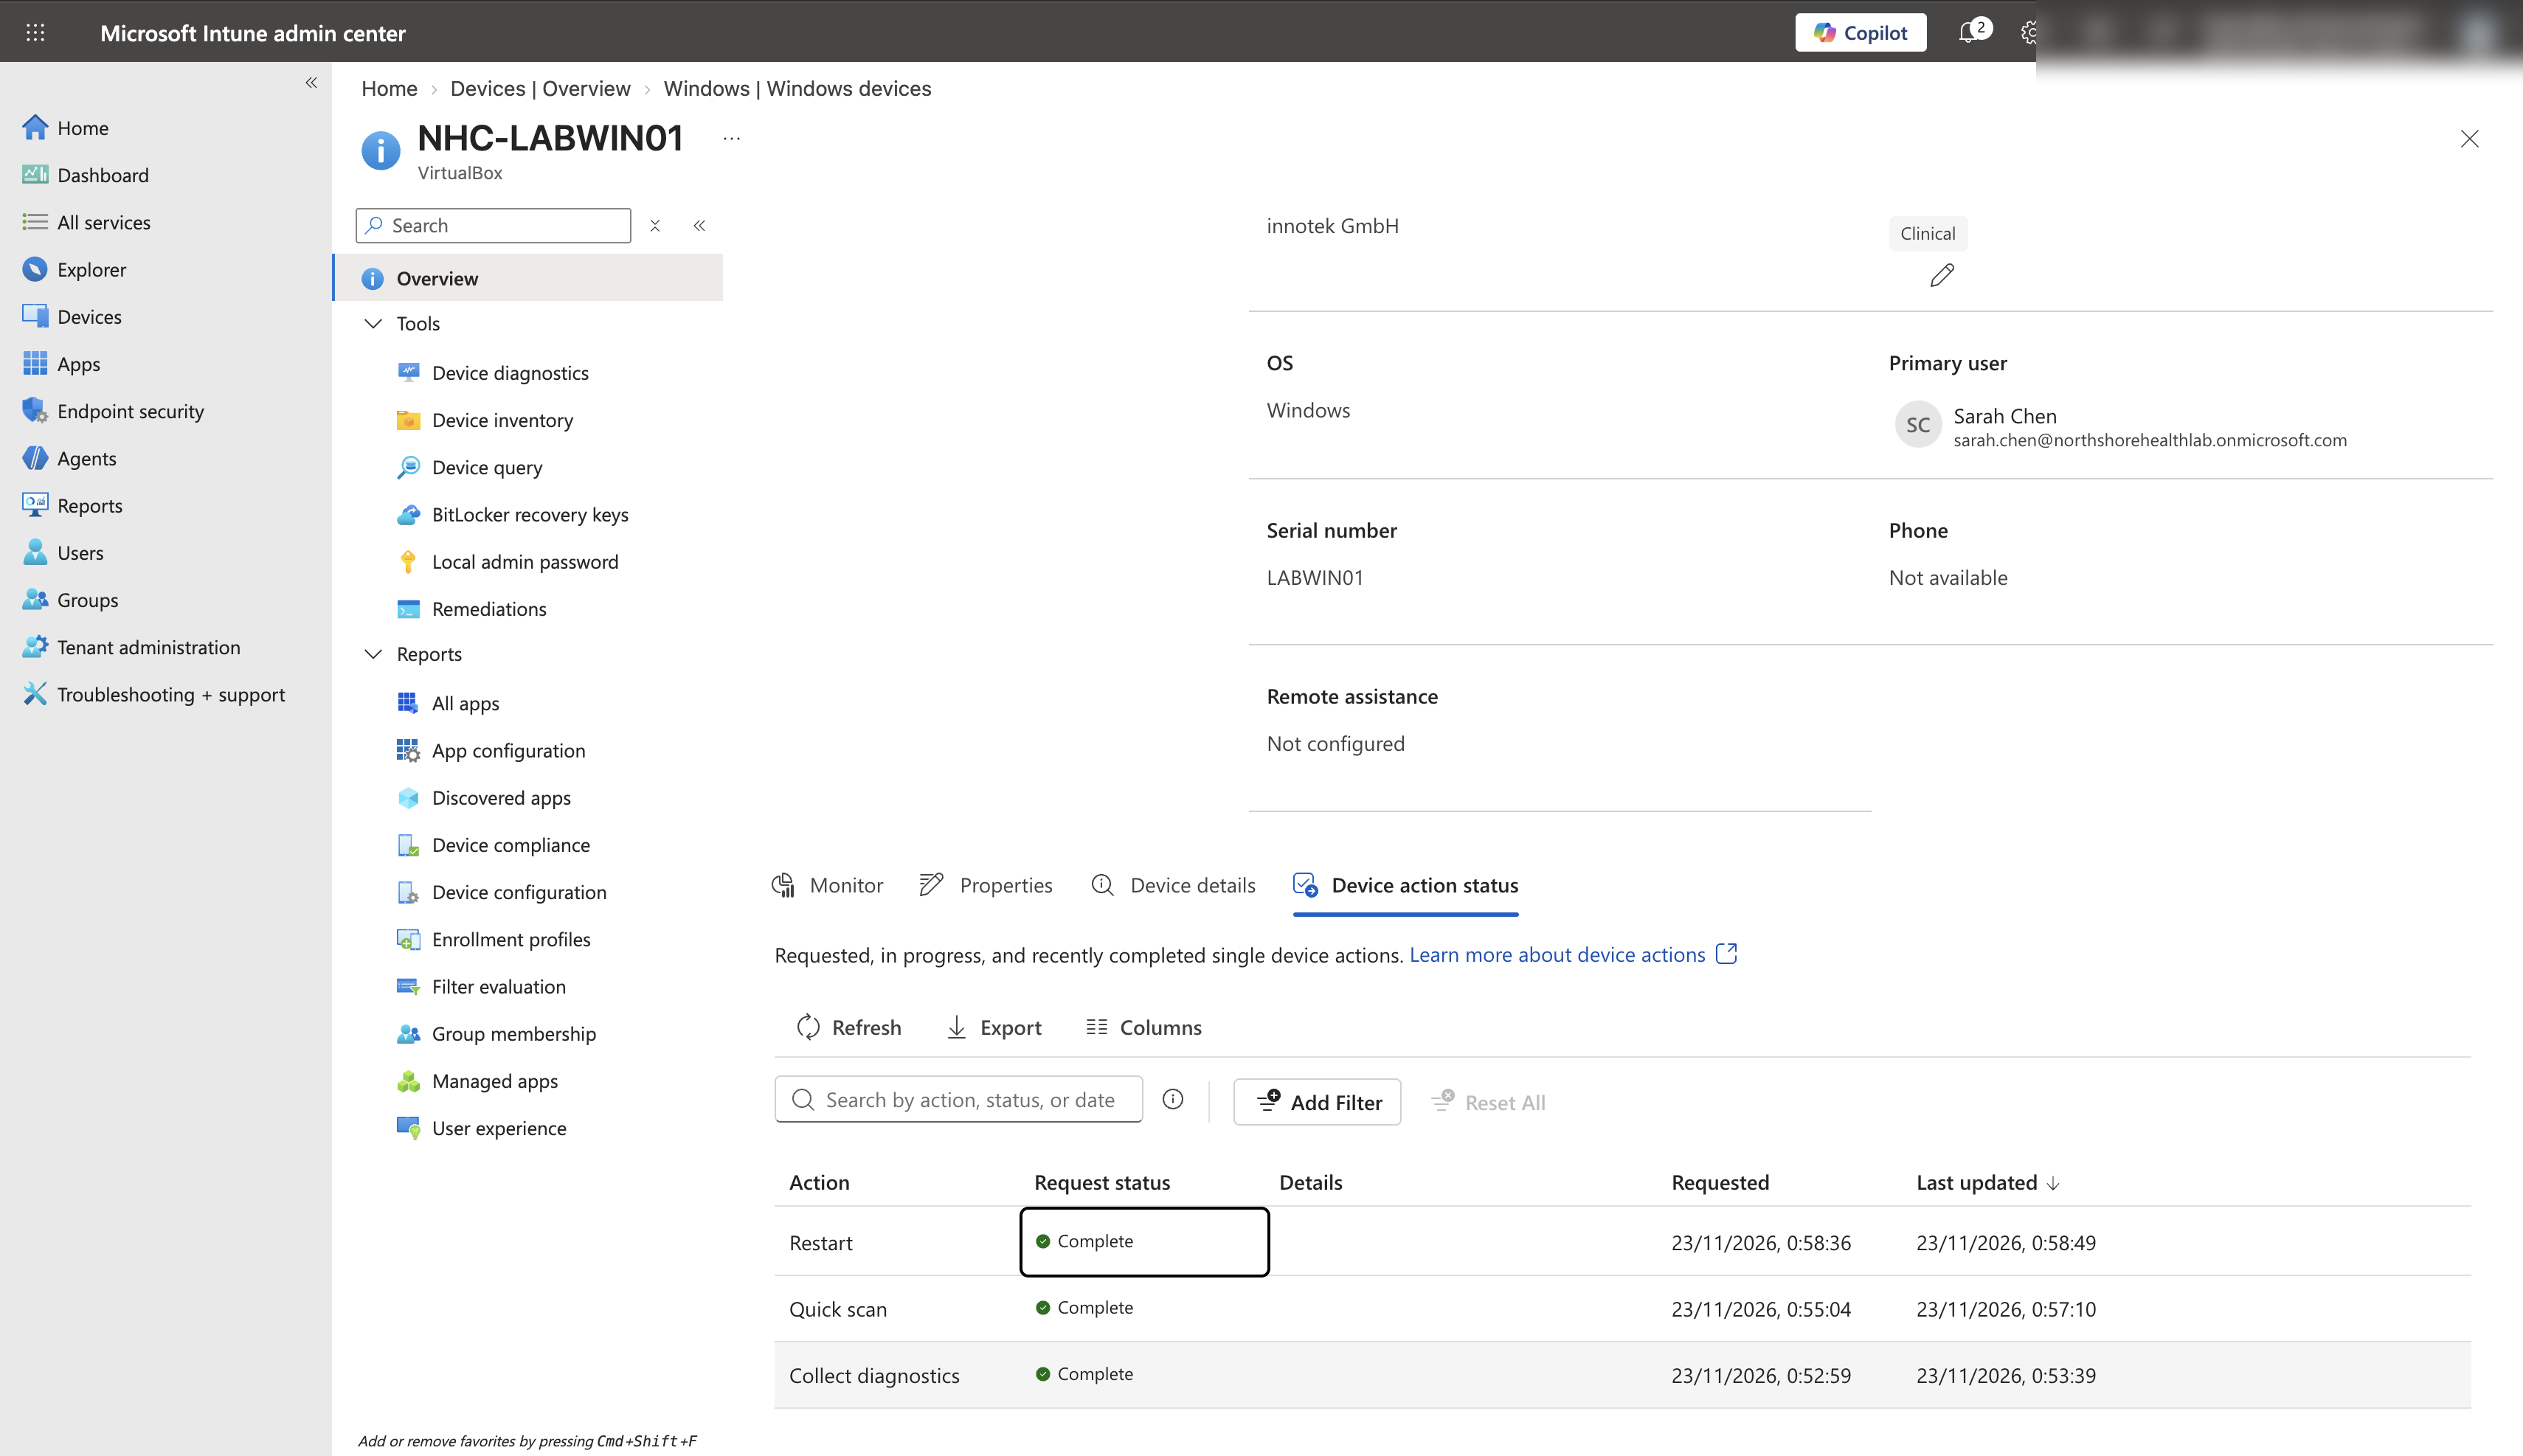 Microsoft Intune admin center
Copilot
2
Home
Dashboard
All services
Explorer
Devices
Apps
Endpoint security
Agents
Reports
Users
Groups
Tenant administration
Troubleshooting + support
Home > Devices | Overview > Windows | Windows devices
NHC-LABWIN01 ...
VirtualBox
Search
Overview
Tools
Device diagnostics
Device inventory
Device query
BitLocker recovery keys
Local admin password
Remediations
Reports
All apps
App configuration
Discovered apps
Device compliance
Device configuration
Enrollment profiles
Filter evaluation
Group membership
Managed apps
User experience
Add or remove favorites by pressing Cmd+Shift+F
innotek GmbH
Clinical
OS
Windows
Primary user
SC
Sarah Chen
sarah.chen@northshorehealthlab.onmicrosoft.com
Serial number
LABWIN01
Phone
Not available
Remote assistance
Not configured
Monitor Properties Device details Device action status
Requested, in progress, and recently completed single device actions. Learn more about device actions
Refresh Export Columns
Search by action, status, or date Add Filter Reset All
Action Request status Details Requested Last updated ↓
Restart Complete 23/11/2026, 0:58:36 23/11/2026, 0:58:49
Quick scan Complete 23/11/2026, 0:55:04 23/11/2026, 0:57:10
Collect diagnostics Complete 23/11/2026, 0:52:59 23/11/2026, 0:53:39